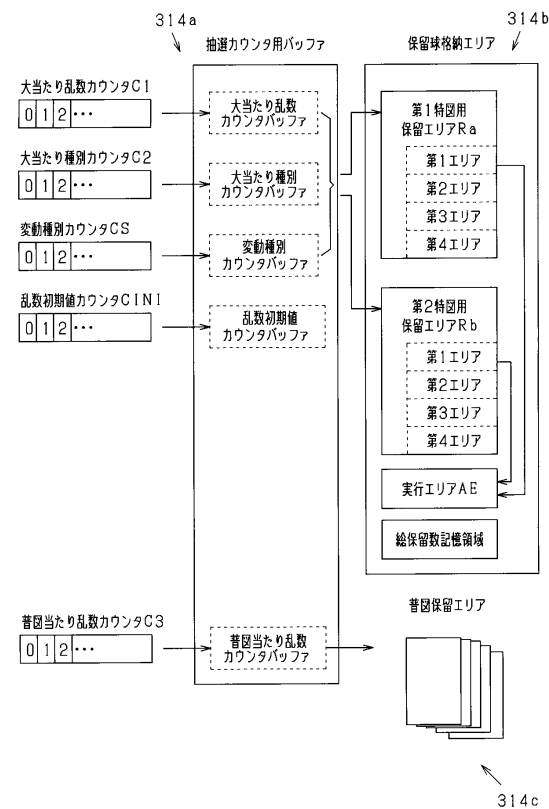 314a
314b
抽選カウンタ用バッファ
保留球格納エリア
大当たり乱数カウンタC1
0 1 2 ・・・
大当たり乱数
カウンタバッファ
大当たり種別カウンタC2
0 1 2 ・・・
大当たり種別
カウンタバッファ
変動種別カウンタCS
0 1 2 ・・・
変動種別
カウンタバッファ
乱数初期値カウンタCINI
0 1 2 ・・・
乱数初期値
カウンタバッファ
第1特図用
保留エリアRa
第1エリア
第2エリア
第3エリア
第4エリア
第2特図用
保留エリアRb
第1エリア
第2エリア
第3エリア
第4エリア
実行エリアAE
総保留数記憶領域
普図当たり乱数カウンタC3
0 1 2 ・・・
普図当たり乱数
カウンタバッファ
普図保留エリア
314c